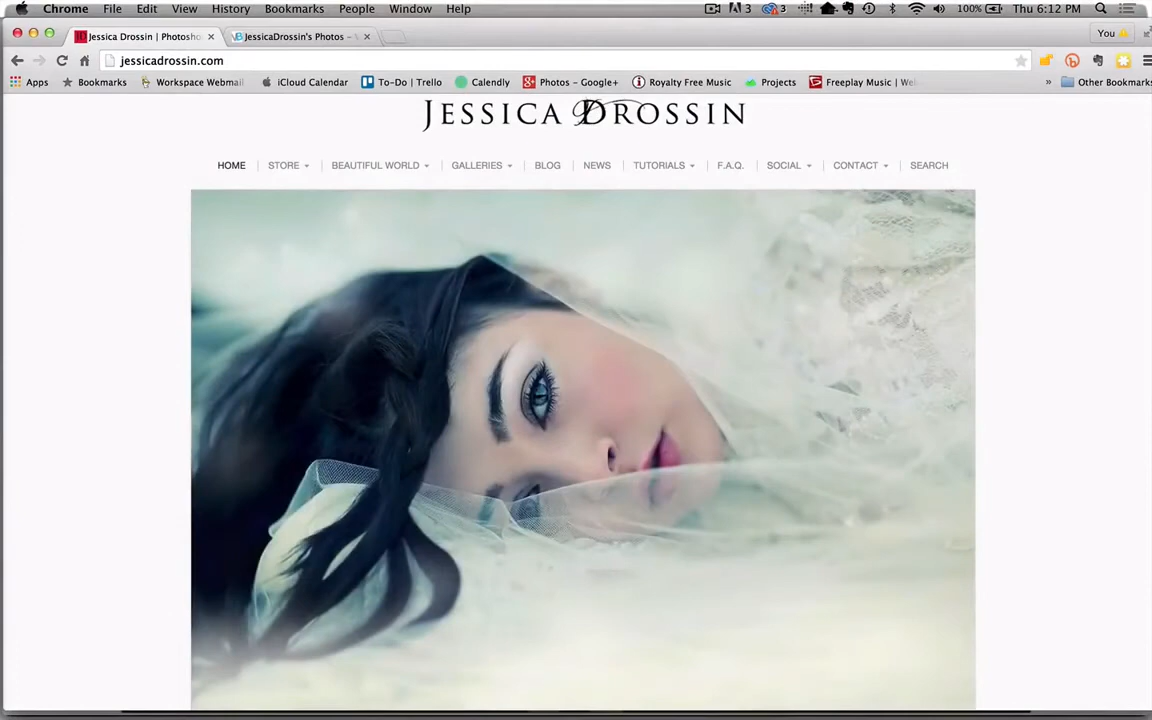 Chrome File Edit View History Bookmarks People Window Help
3 3 100% Thu 6:12 PM
Jessica Drossin | Photosho JessicaDrossin's Photos – You
jessicadrossin.com
Apps Bookmarks Workspace Webmail iCloud Calendar To-Do | Trello Calendly Photos - Google+ Royalty Free Music Projects Freeplay Music | We » Other Bookmarks
JESSICA DROSSIN
HOME STORE BEAUTIFUL WORLD GALLERIES BLOG NEWS TUTORIALS F.A.Q. SOCIAL CONTACT SEARCH